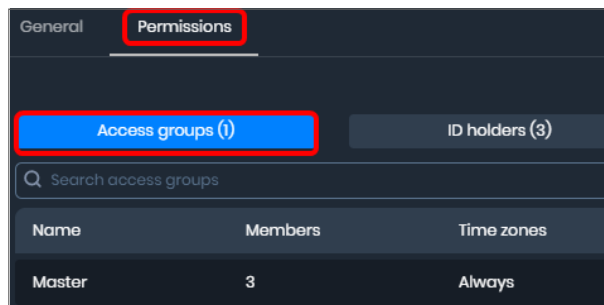 General Permissions
Access groups (1) ID holders (3)
Search access groups
Name Members Time zones
Master 3 Always